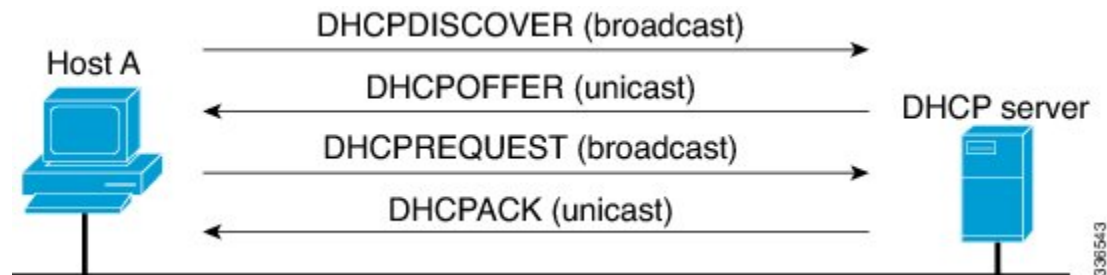 DHCPDISCOVER (broadcast)
Host A
DHCPOFFER (unicast)
DHCP server
DHCPREQUEST (broadcast)
DHCPACK (unicast)
336543